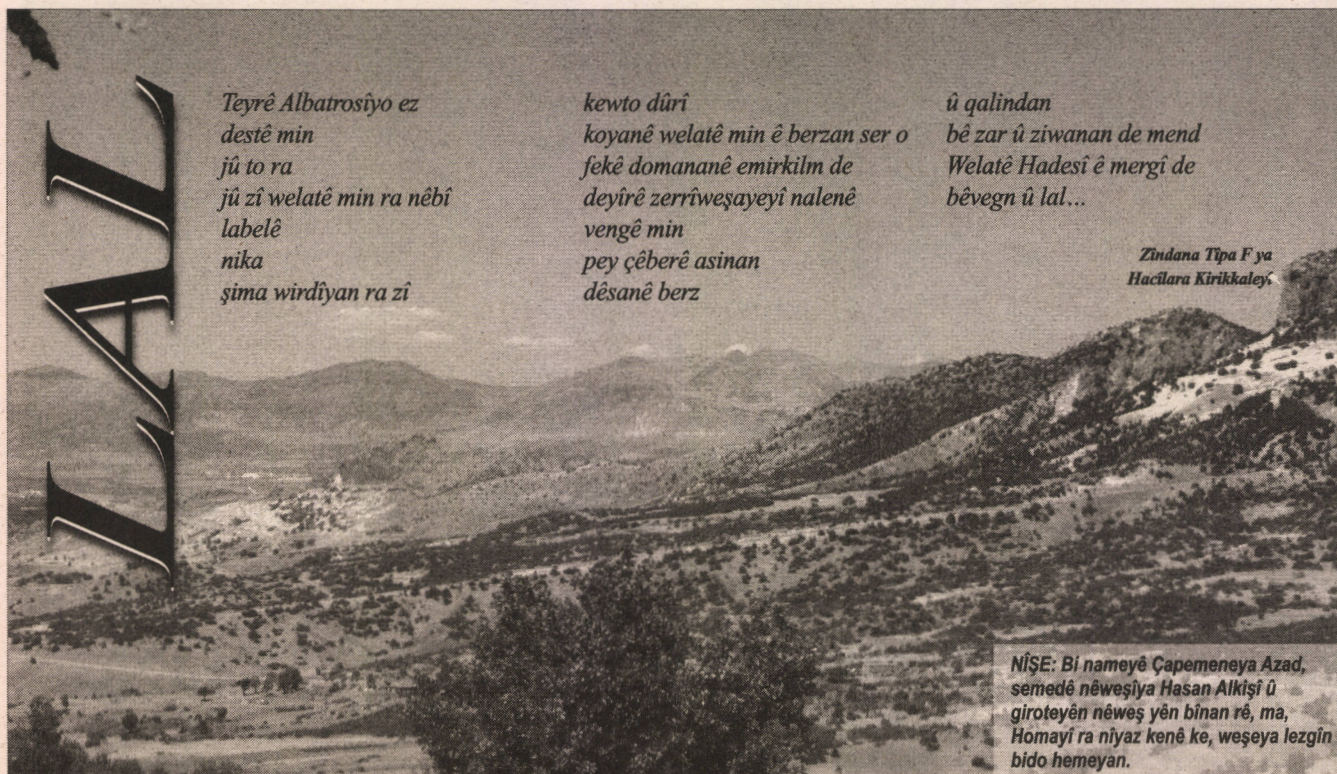 LAL
Teyrê Albatrosîyo ez
destê min
jû to ra
jû zî welatê min ra nêbî
labelê
nika
şima wirdîyan ra zî
kewto dûrî
koyanê welatê min ê berzan ser o
fekê domananê emirkilm de
deyîrê zerrîweşayeyî nalenê
vengê min
pey çêberê asinan
dêsanê berz
û qalindan
bê zar û ziwanan de mend
Welatê Hadesî ê mergî de
bêvegn û lal...
Zîndana Tîpa F ya
Hacîlara Kirikkaleyî
NÎŞE: Bi nameyê Çapemeneya Azad,
semedê nêweşîya Hasan Alkişî û
giroteyên nêweş yên bînan rê, ma,
Homayî ra nîyaz kenê ke, weşeya lezgîn
bido hemeyan.